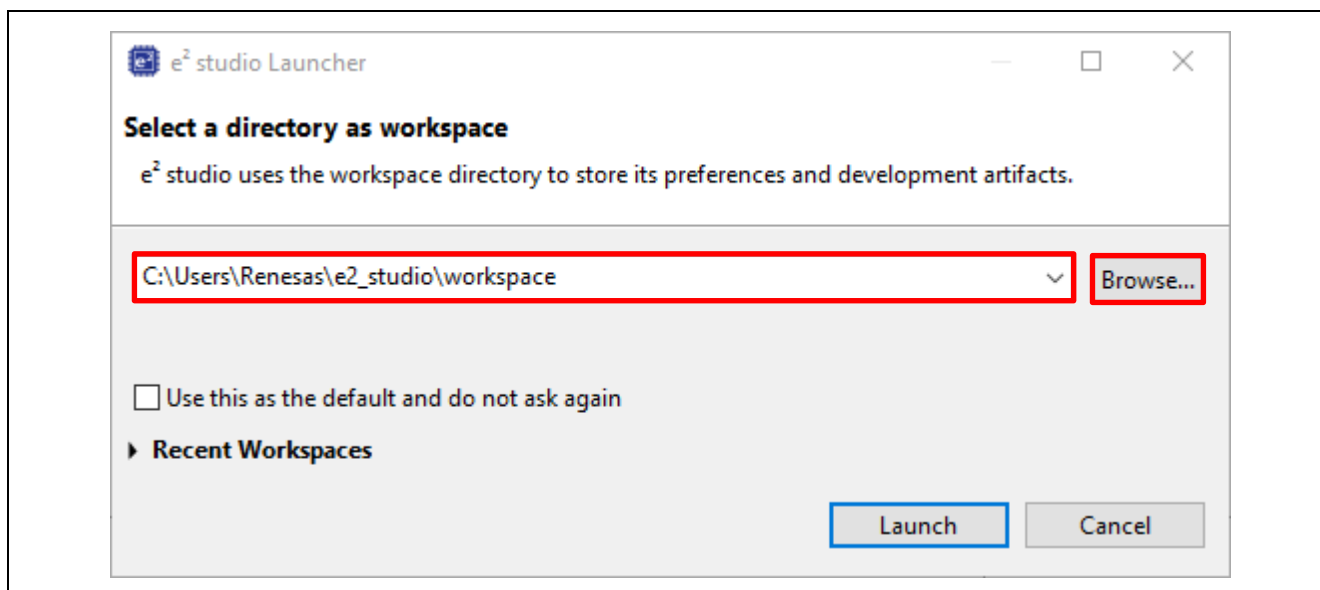 e² studio Launcher
Select a directory as workspace
e² studio uses the workspace directory to store its preferences and development artifacts.
C:\Users\Renesas\e2_studio\workspace
Browse...
Use this as the default and do not ask again
Recent Workspaces
Launch
Cancel